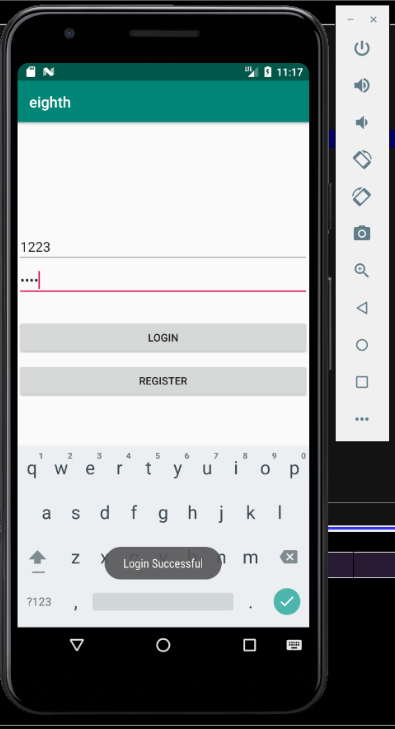 11:17
eighth
1223
••••
LOGIN
REGISTER
1 2 3 4 5 6 7 8 9 0
q w e r t y u i o p
a s d f g h j k l
z x n m
Login Successful
?123 , .